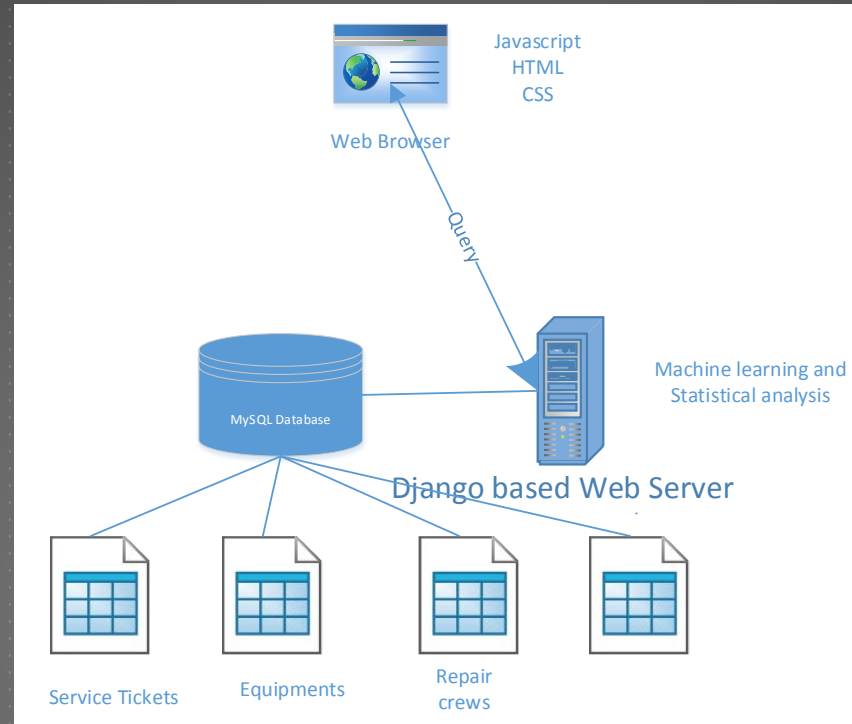 Javascript
HTML
CSS
Web Browser
Query
Machine learning and
Statistical analysis
MySQL Database
Django based Web Server
Service Tickets
Equipments
Repair
crews